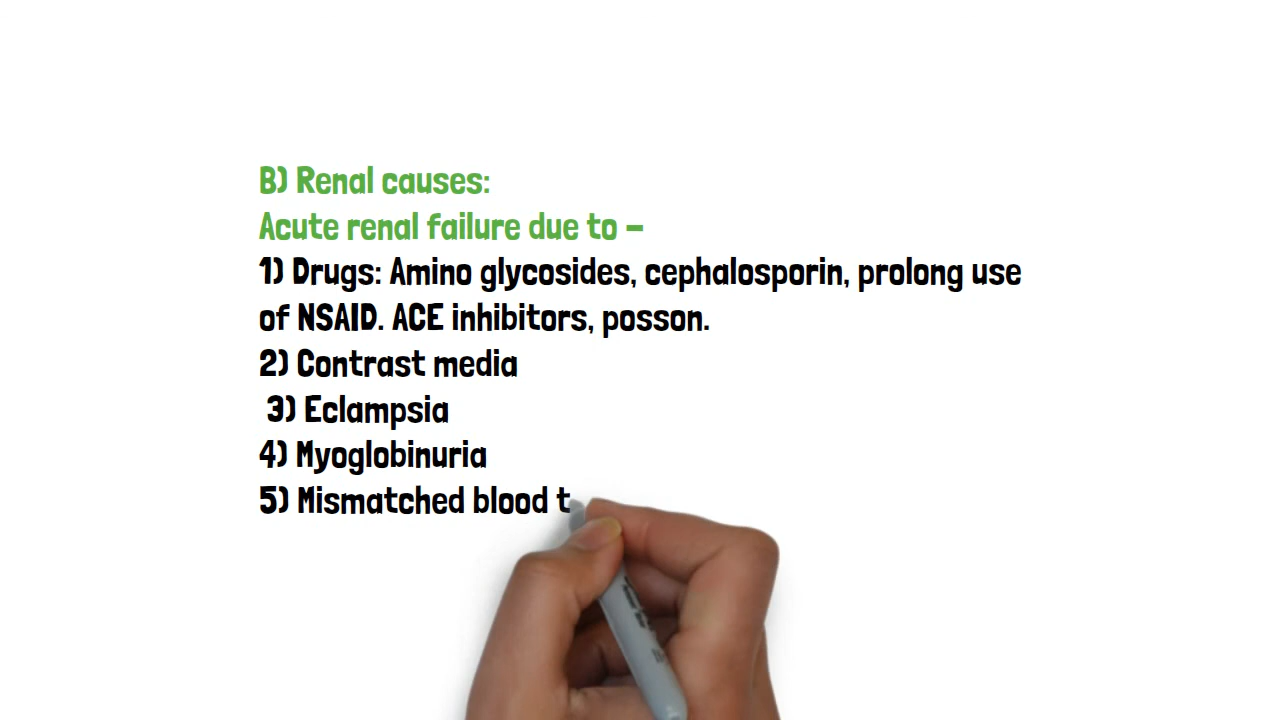 B) Renal causes:
Acute renal failure due to –
1) Drugs: Amino glycosides, cephalosporin, prolong use
of NSAID. ACE inhibitors, posson.
2) Contrast media
3) Eclampsia
4) Myoglobinuria
5) Mismatched blood t